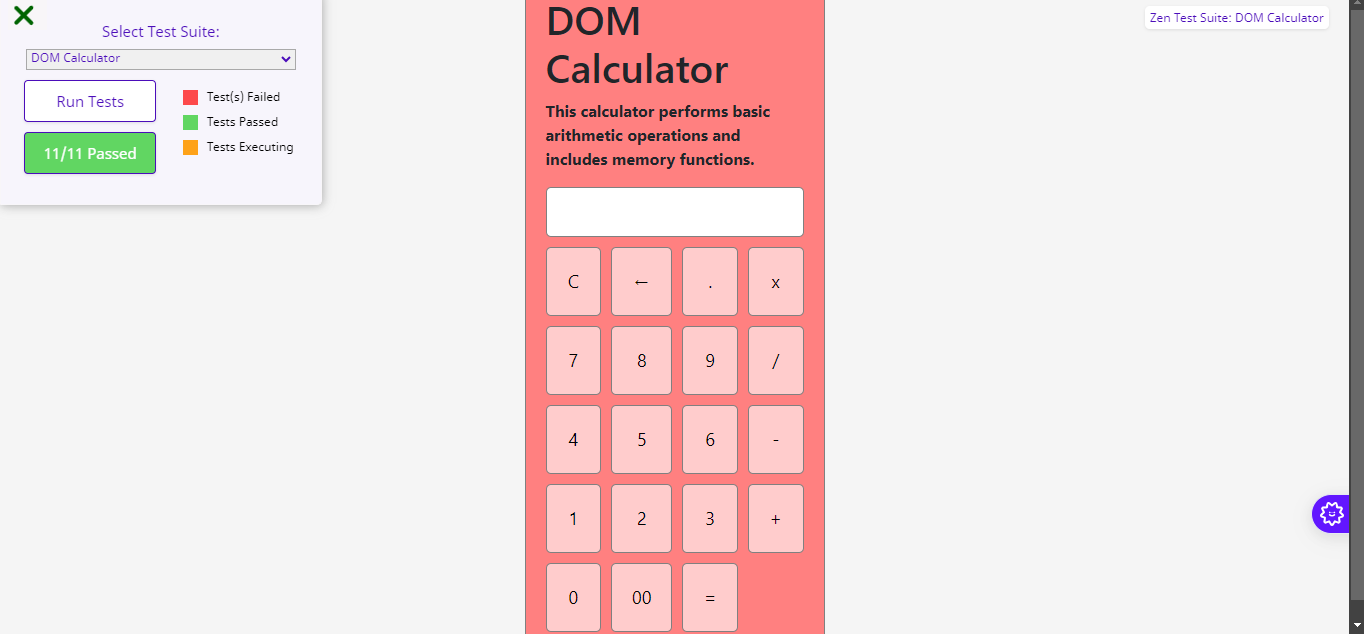 Select Test Suite:
DOM Calculator
Run Tests
11/11 Passed
Test(s) Failed
Tests Passed
Tests Executing
DOM
Calculator
This calculator performs basic
arithmetic operations and
includes memory functions.
C ← . x
7 8 9 /
4 5 6 -
1 2 3 +
0 00 =
Zen Test Suite: DOM Calculator